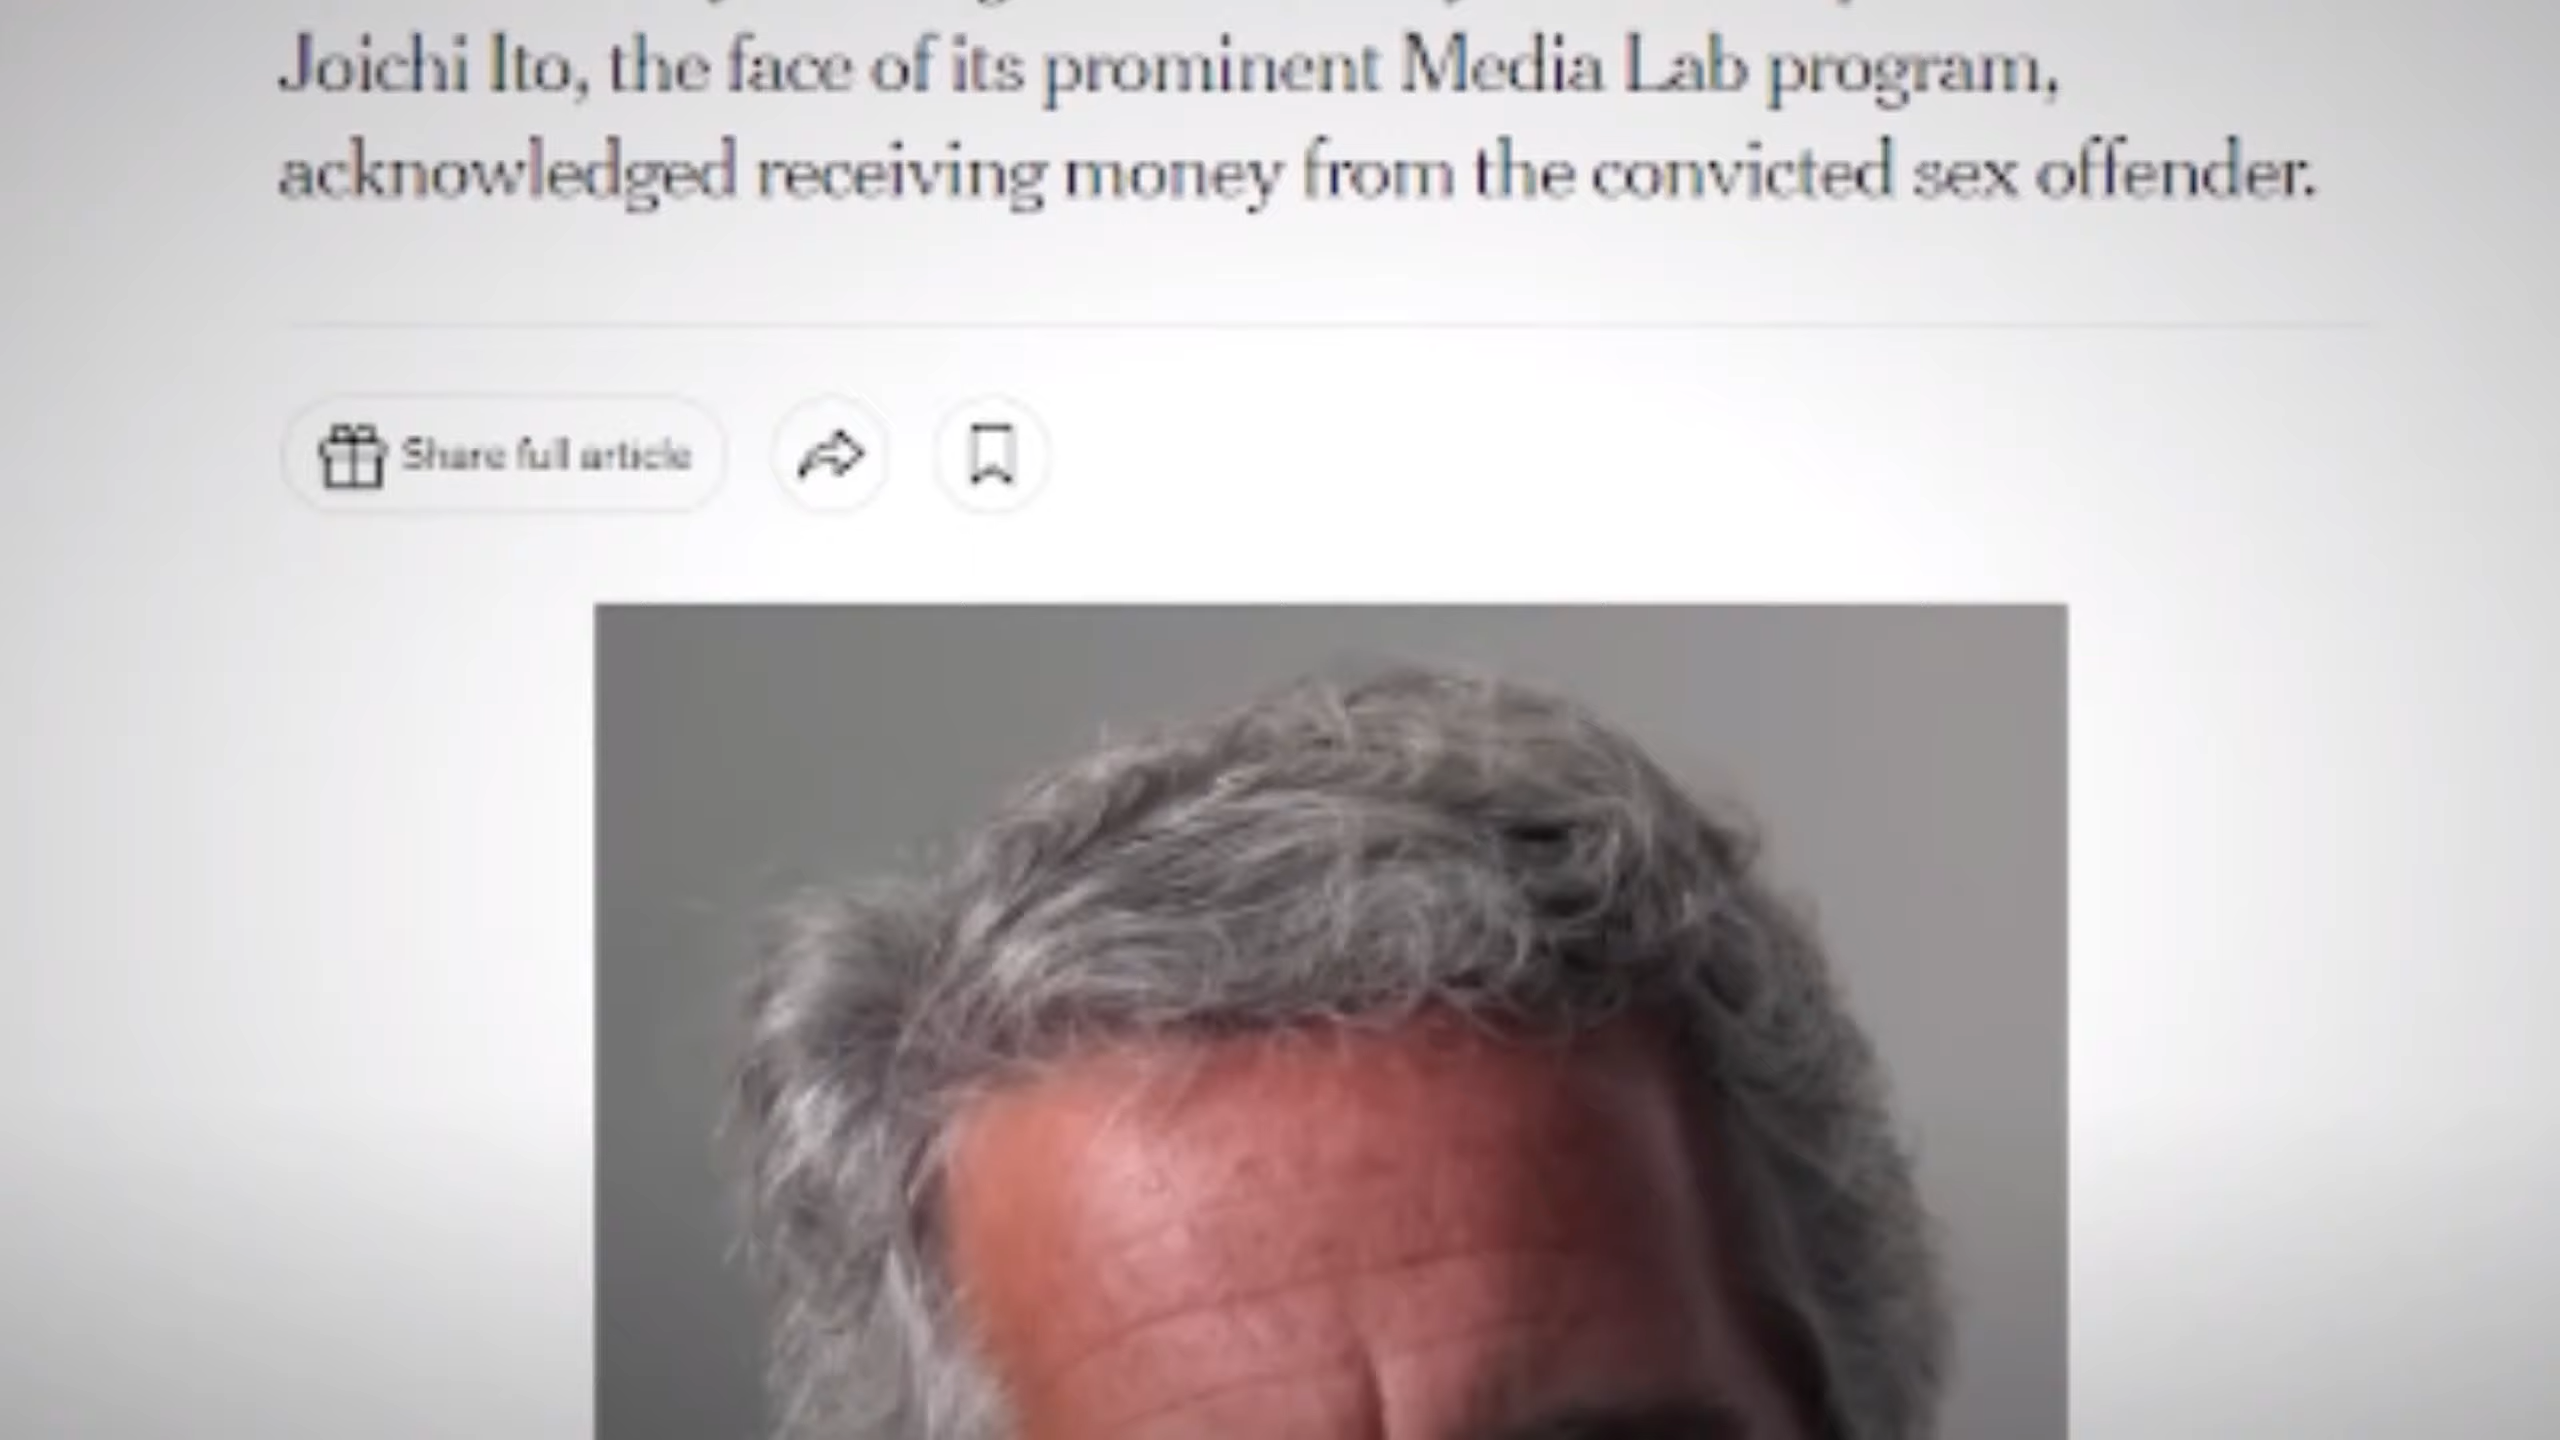 Joichi Ito, the face of its prominent Media Lab program,
acknowledged receiving money from the convicted sex offender.
Share full article